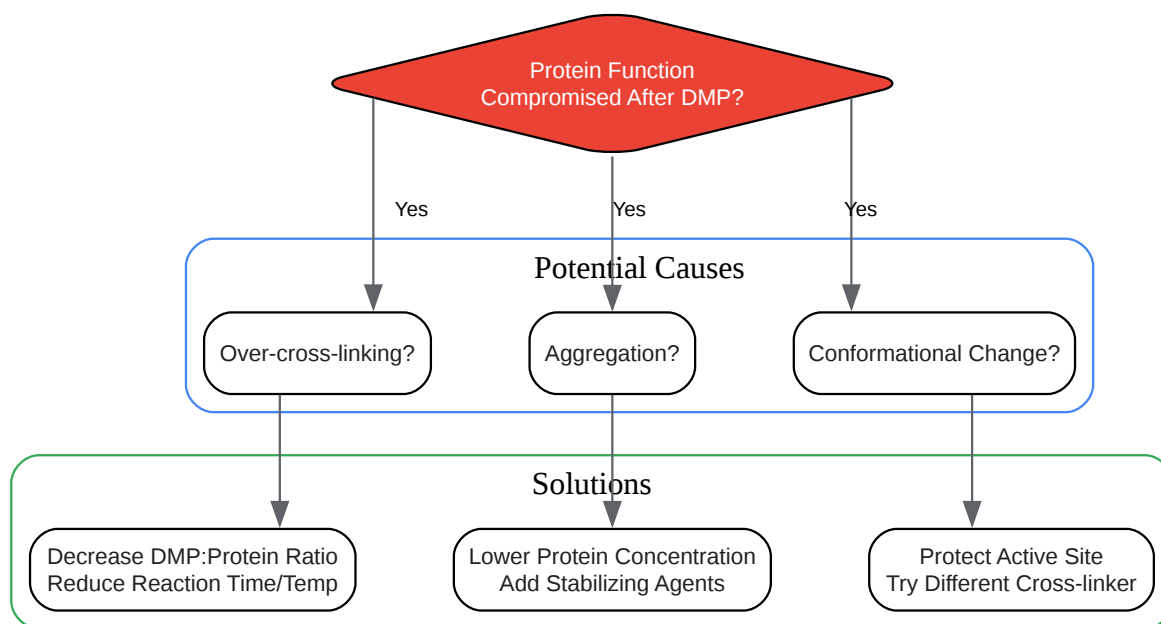 Protein Function
Compromised After DMP?
Yes
Yes
Yes
Potential Causes
Over-cross-linking?
Aggregation?
Conformational Change?
Solutions
Decrease DMP:Protein Ratio
Reduce Reaction Time/Temp
Lower Protein Concentration
Add Stabilizing Agents
Protect Active Site
Try Different Cross-linker